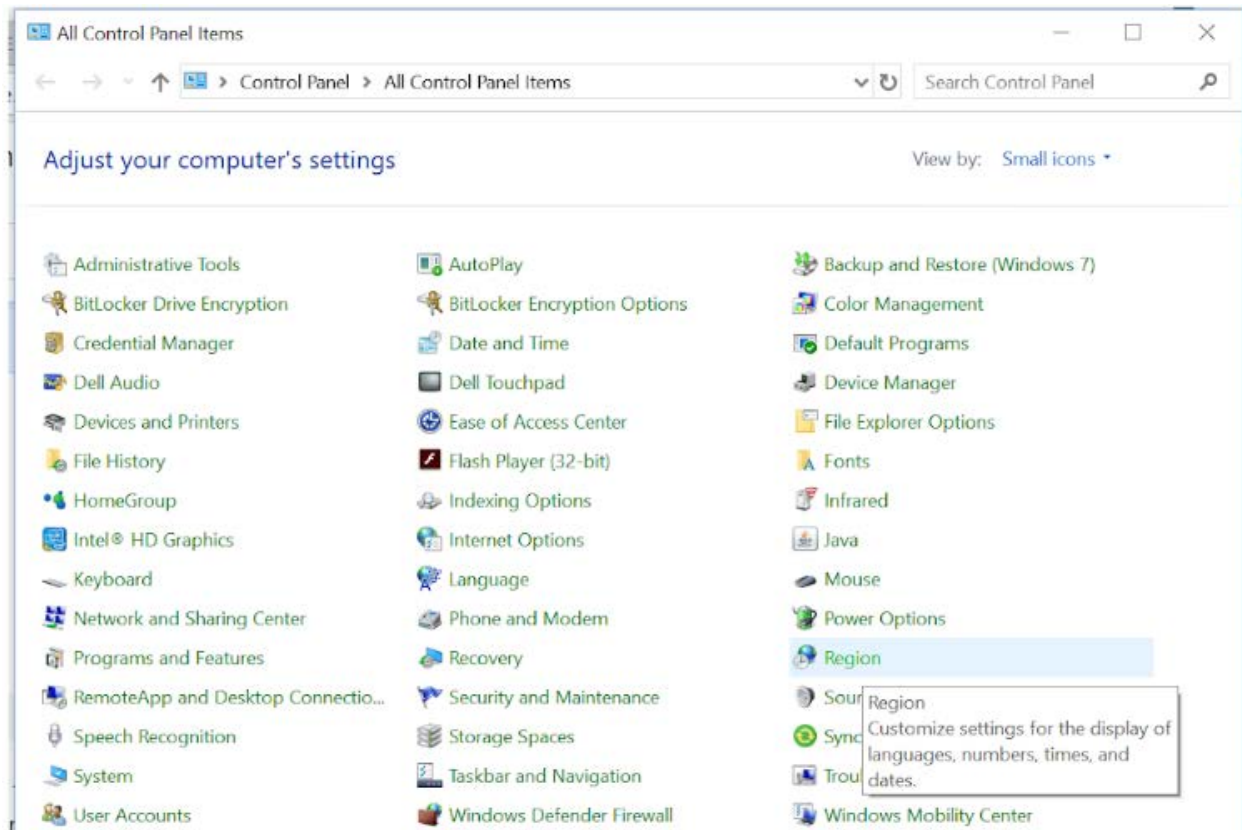 All Control Panel Items
Control Panel > All Control Panel Items
Search Control Panel
Adjust your computer's settings
View by: Small icons
Administrative Tools AutoPlay Backup and Restore (Windows 7)
BitLocker Drive Encryption BitLocker Encryption Options Color Management
Credential Manager Date and Time Default Programs
Dell Audio Dell Touchpad Device Manager
Devices and Printers Ease of Access Center File Explorer Options
File History Flash Player (32-bit) Fonts
HomeGroup Indexing Options Infrared
Intel® HD Graphics Internet Options Java
Keyboard Language Mouse
Network and Sharing Center Phone and Modem Power Options
Programs and Features Recovery Region
RemoteApp and Desktop Connectio... Security and Maintenance Sour
Region
Customize settings for the display of
languages, numbers, times, and
dates.
Speech Recognition Storage Spaces Sync
System Taskbar and Navigation Trou
User Accounts Windows Defender Firewall Windows Mobility Center